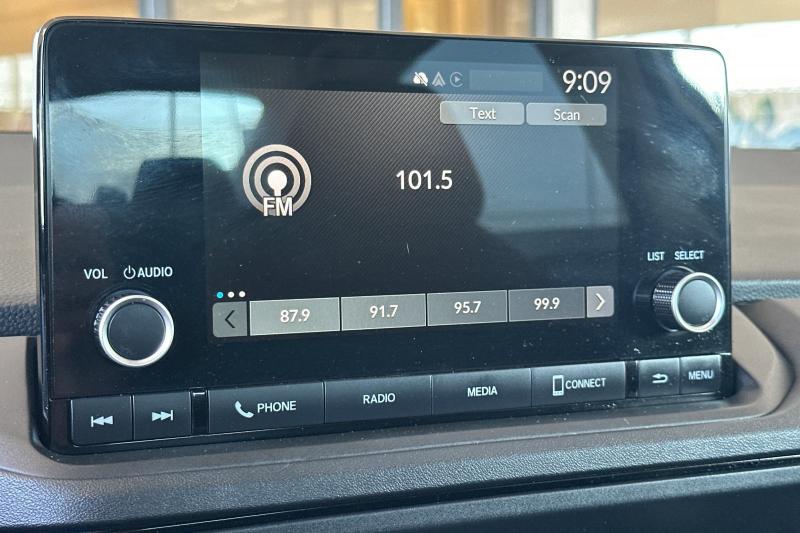 9:09
Text Scan
101.5
FM
VOL AUDIO
LIST SELECT
87.9 91.7 95.7 99.9
PHONE RADIO MEDIA CONNECT MENU